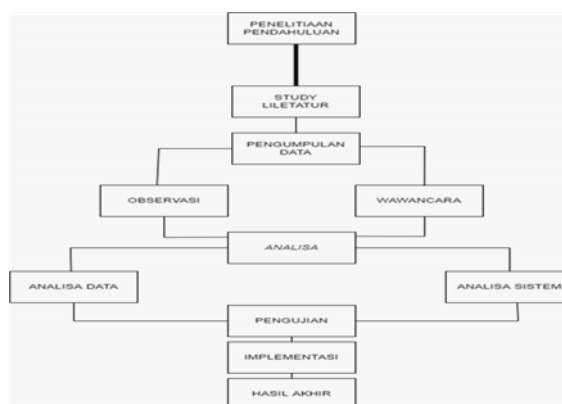 PENELITIAAN
PENDAHULUAN
STUDY
LILETATUR
PENGUMPULAN
DATA
OBSERVASI
WAWANCARA
ANALISA
ANALISA DATA
ANALISA SISTEM
PENGUJIAN
IMPLEMENTASI
HASIL AKHIR